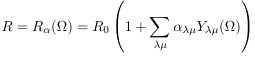 R = R_α(Ω) = R_0 (1 + ∑_{λμ} α_{λμ} Y_{λμ}(Ω))